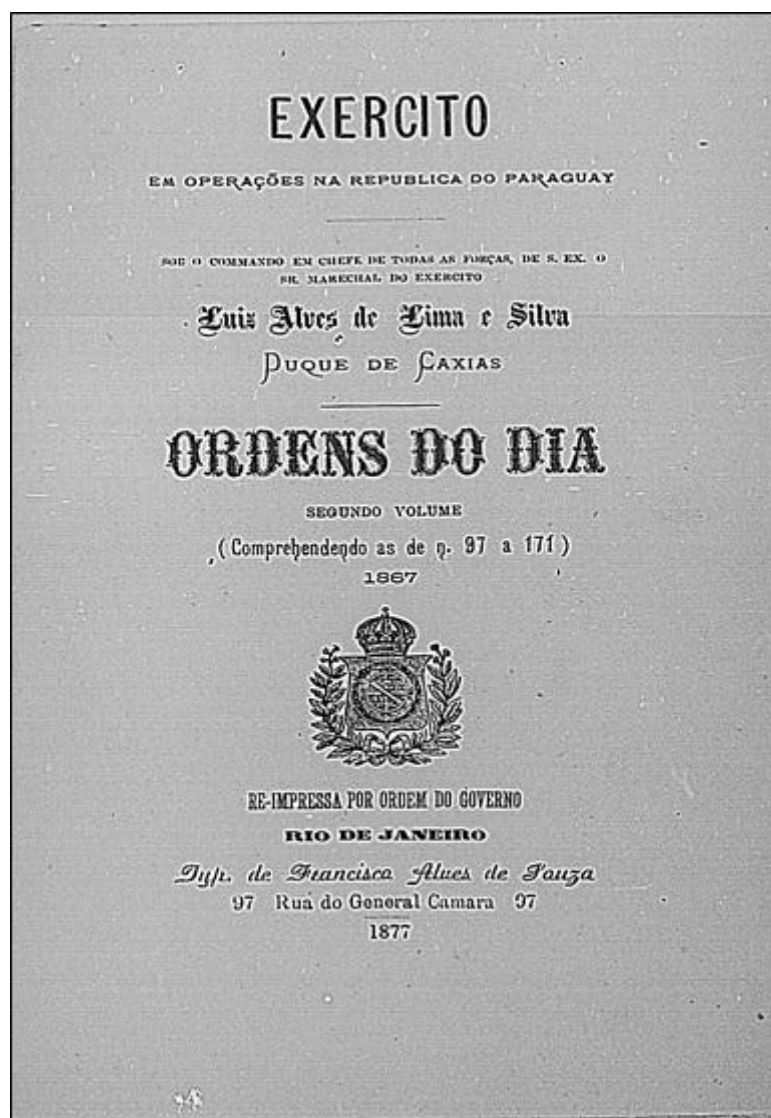 EXERCITO
EM OPERAÇÕES NA REPUBLICA DO PARAGUAY
SOB O COMMANDO EM CHEFE DE TODAS AS FORÇAS, DE S. EX. O
SR. MARECHAL DO EXERCITO
Luiz Alves de Lima e Silva
DUQUE DE CAXIAS
ORDENS DO DIA
SEGUNDO VOLUME
(Comprehendendo as de n. 97 a 171)
1867
RE-IMPRESSA POR ORDEM DO GOVERNO
RIO DE JANEIRO
Typ. de Francisco Alves de Souza
97 Rua do General Camara 97
1877